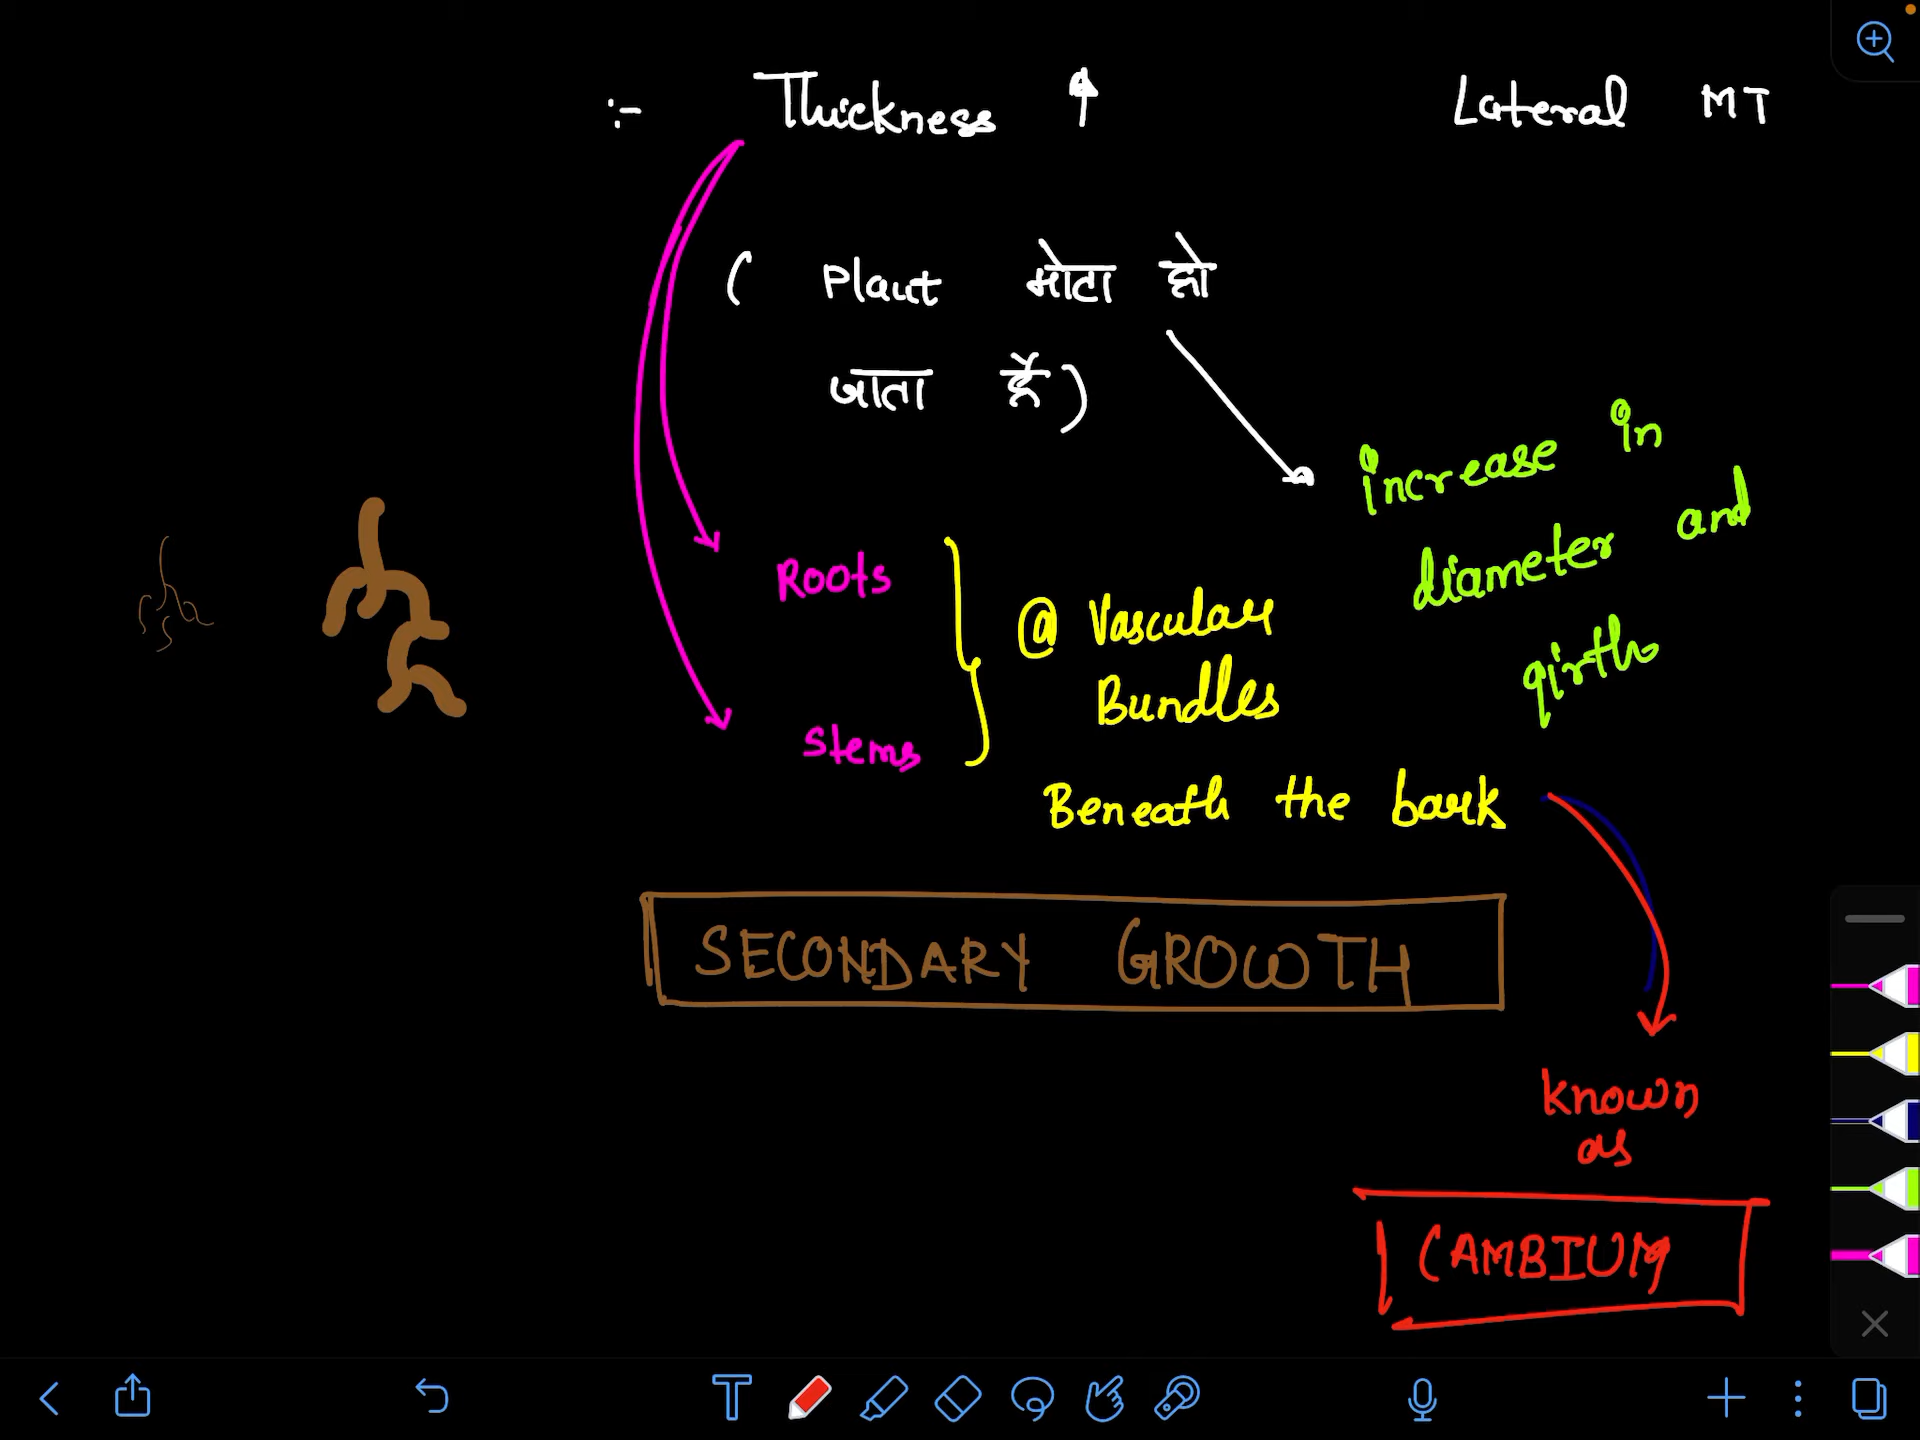 :- Thickness ↑ Lateral MT
( Plant मोटा हो
जाता है )
increase in
diameter and
girth
Roots
Stems
@ Vascular
Bundles
Beneath the bark
SECONDARY GROWTH
known
as
CAMBIUM